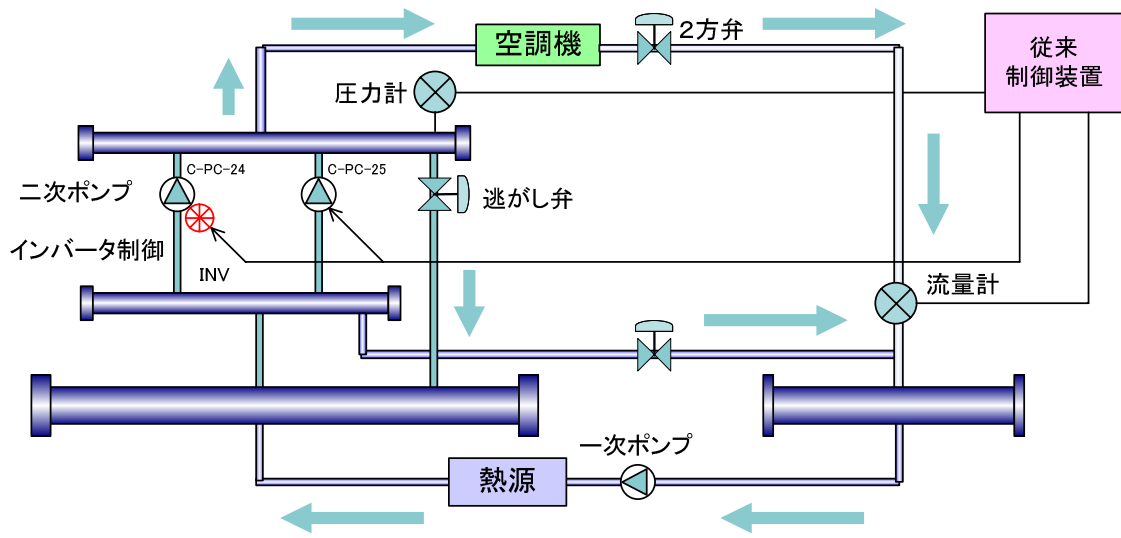 空調機
2方弁
従来
制御装置
圧力計
C-PC-24
C-PC-25
二次ポンプ
逃がし弁
インバータ制御
INV
流量計
一次ポンプ
熱源